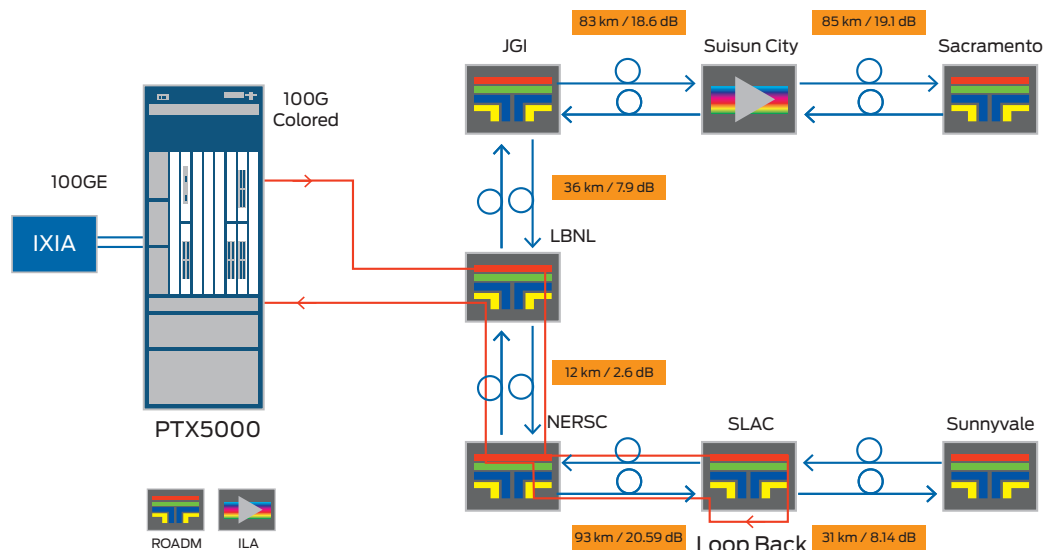 83 km / 18.6 dB
85 km / 19.1 dB
JGI
Suisun City
Sacramento
100G
Colored
100GE
36 km / 7.9 dB
IXIA
LBNL
12 km / 2.6 dB
PTX5000
NERSC
SLAC
Sunnyvale
93 km / 20.59 dB
Loop Back
31 km / 8.14 dB
ROADM
ILA